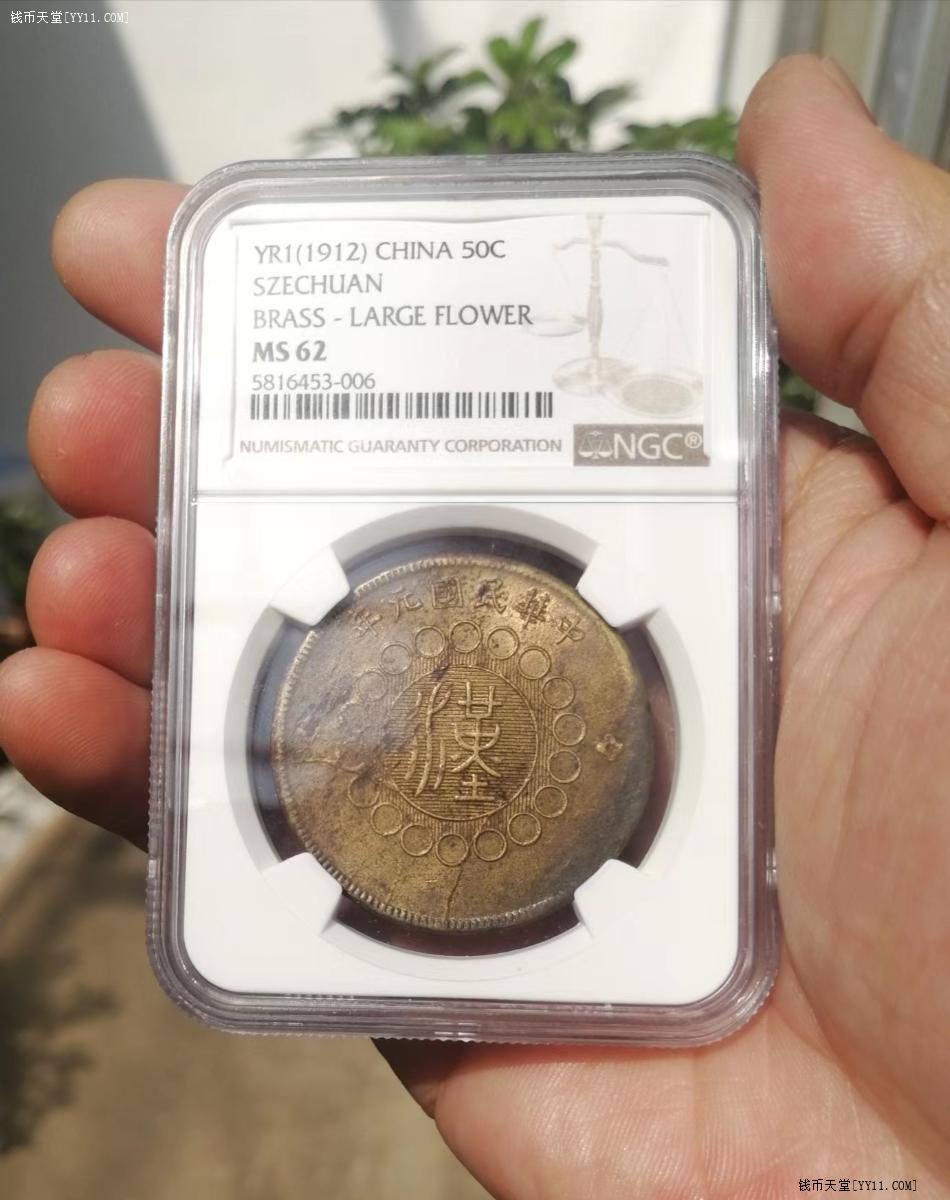 钱币天堂[YY11.COM]
YR1(1912) CHINA 50C
SZECHUAN
BRASS - LARGE FLOWER
MS 62
5816453-006
NUMISMATIC GUARANTY CORPORATION
NGC®
年元國民華中
漢
钱币天堂[YY11.COM]